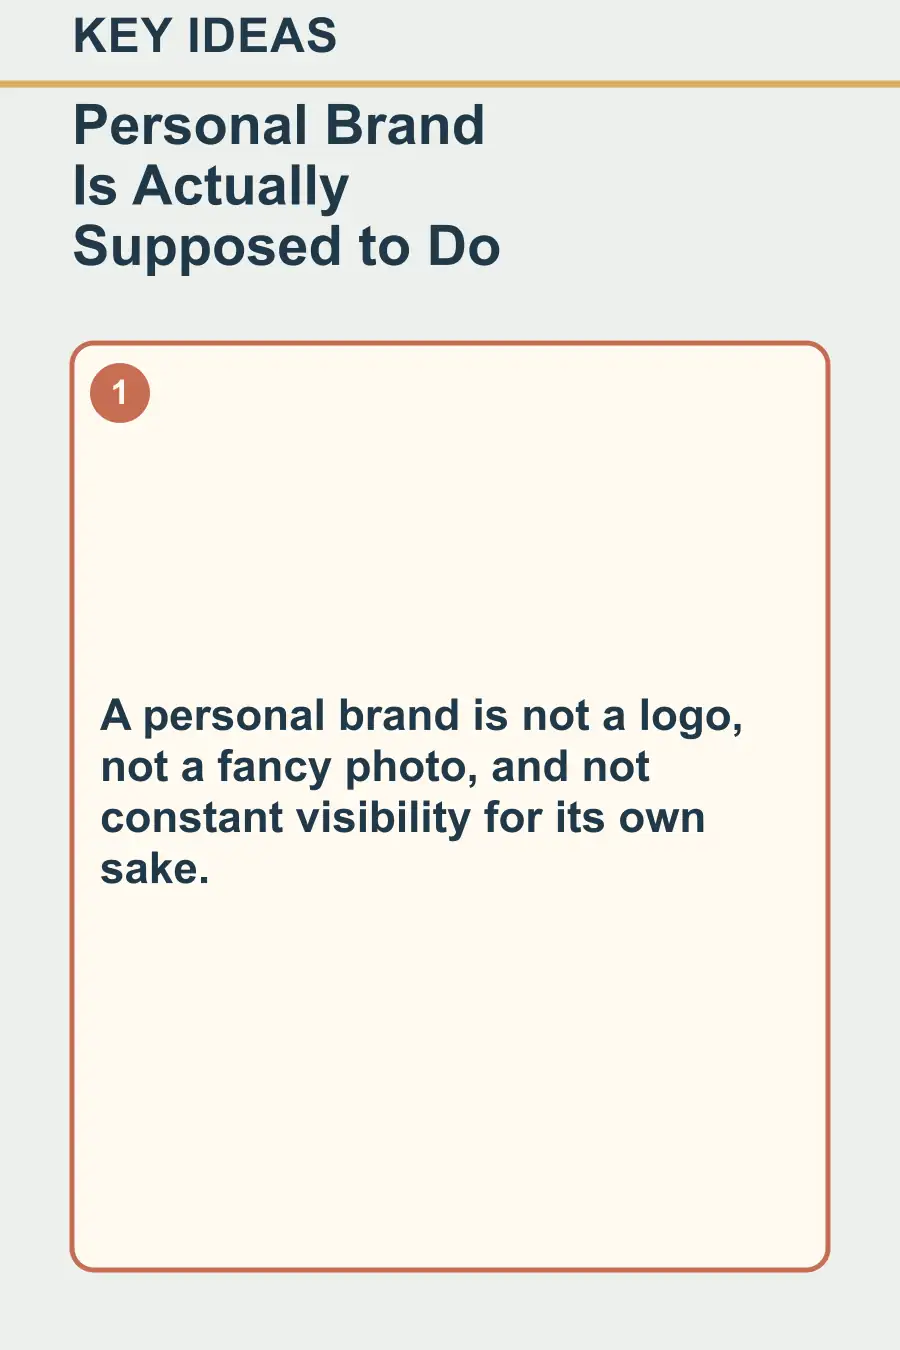 KEY IDEAS
Personal Brand
Is Actually
Supposed to Do
1
A personal brand is not a logo,
not a fancy photo, and not
constant visibility for its own
sake.